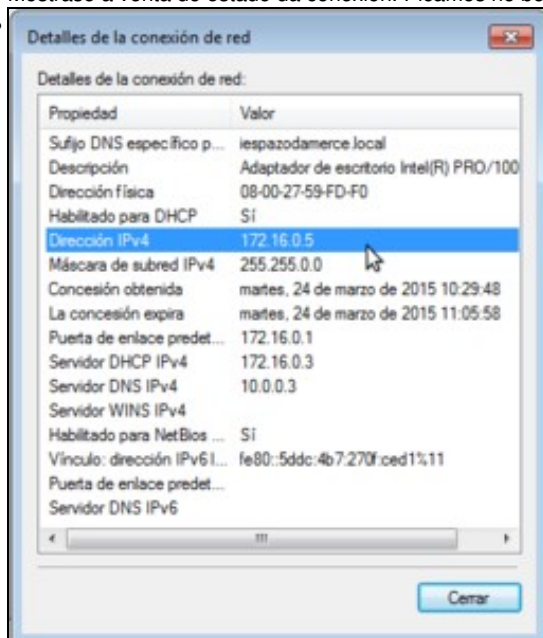 Detalles de la conexión de red
Detalles de la conexión de red:
Propiedad Valor
Sufijo DNS específico p... iespazodamerce.local
Descripción Adaptador de escritorio Intel(R) PRO/100
Dirección física 08-00-27-59-FD-F0
Habilitado para DHCP Sí
Dirección IPv4 172.16.0.5
Máscara de subred IPv4 255.255.0.0
Concesión obtenida martes, 24 de marzo de 2015 10:29:48
La concesión expira martes, 24 de marzo de 2015 11:05:58
Puerta de enlace predet... 172.16.0.1
Servidor DHCP IPv4 172.16.0.3
Servidor DNS IPv4 10.0.0.3
Servidor WINS IPv4
Habilitado para NetBios ... Sí
Vínculo: dirección IPv6 l... fe80::5ddc:4b7:270f:ced1%11
Puerta de enlace predet...
Servidor DNS IPv6
Cerrar